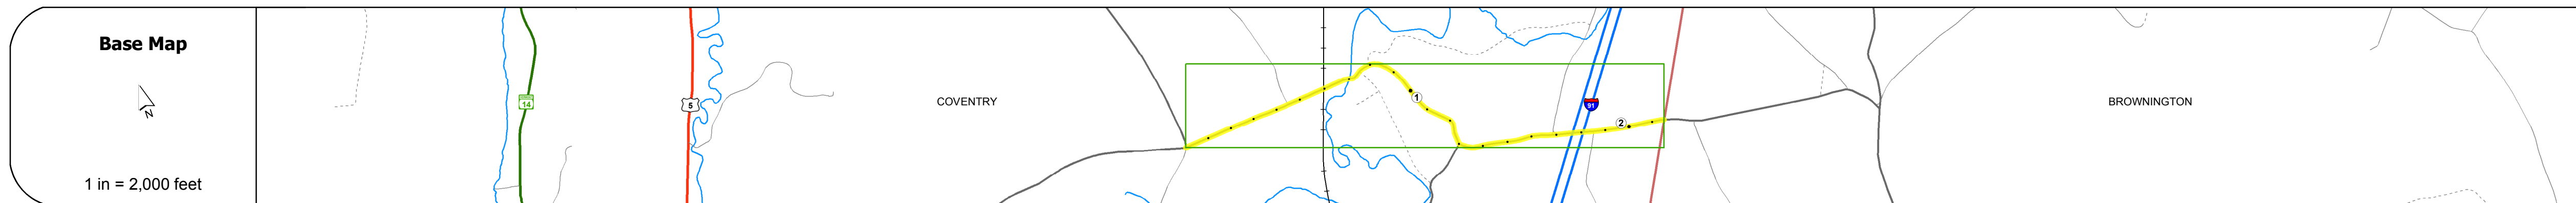 Base Map
N
1 in = 2,000 feet
14
5
COVENTRY
1
91
2
BROWNINGTON